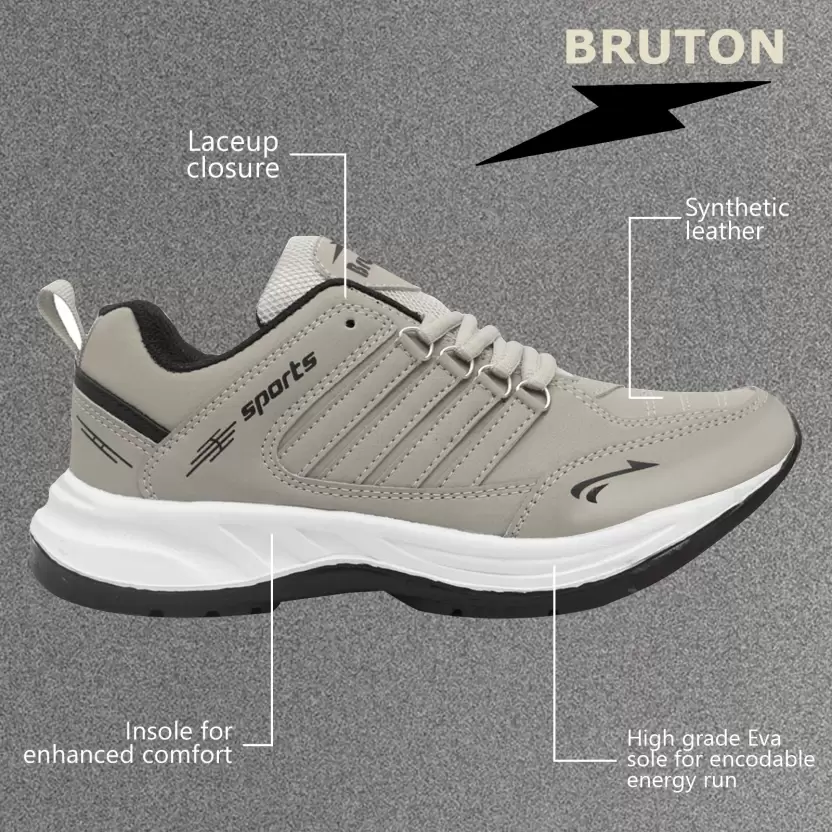 BRUTON
Laceup
closure
Synthetic
leather
sports
Insole for
enhanced comfort
High grade Eva
sole for encodable
energy run